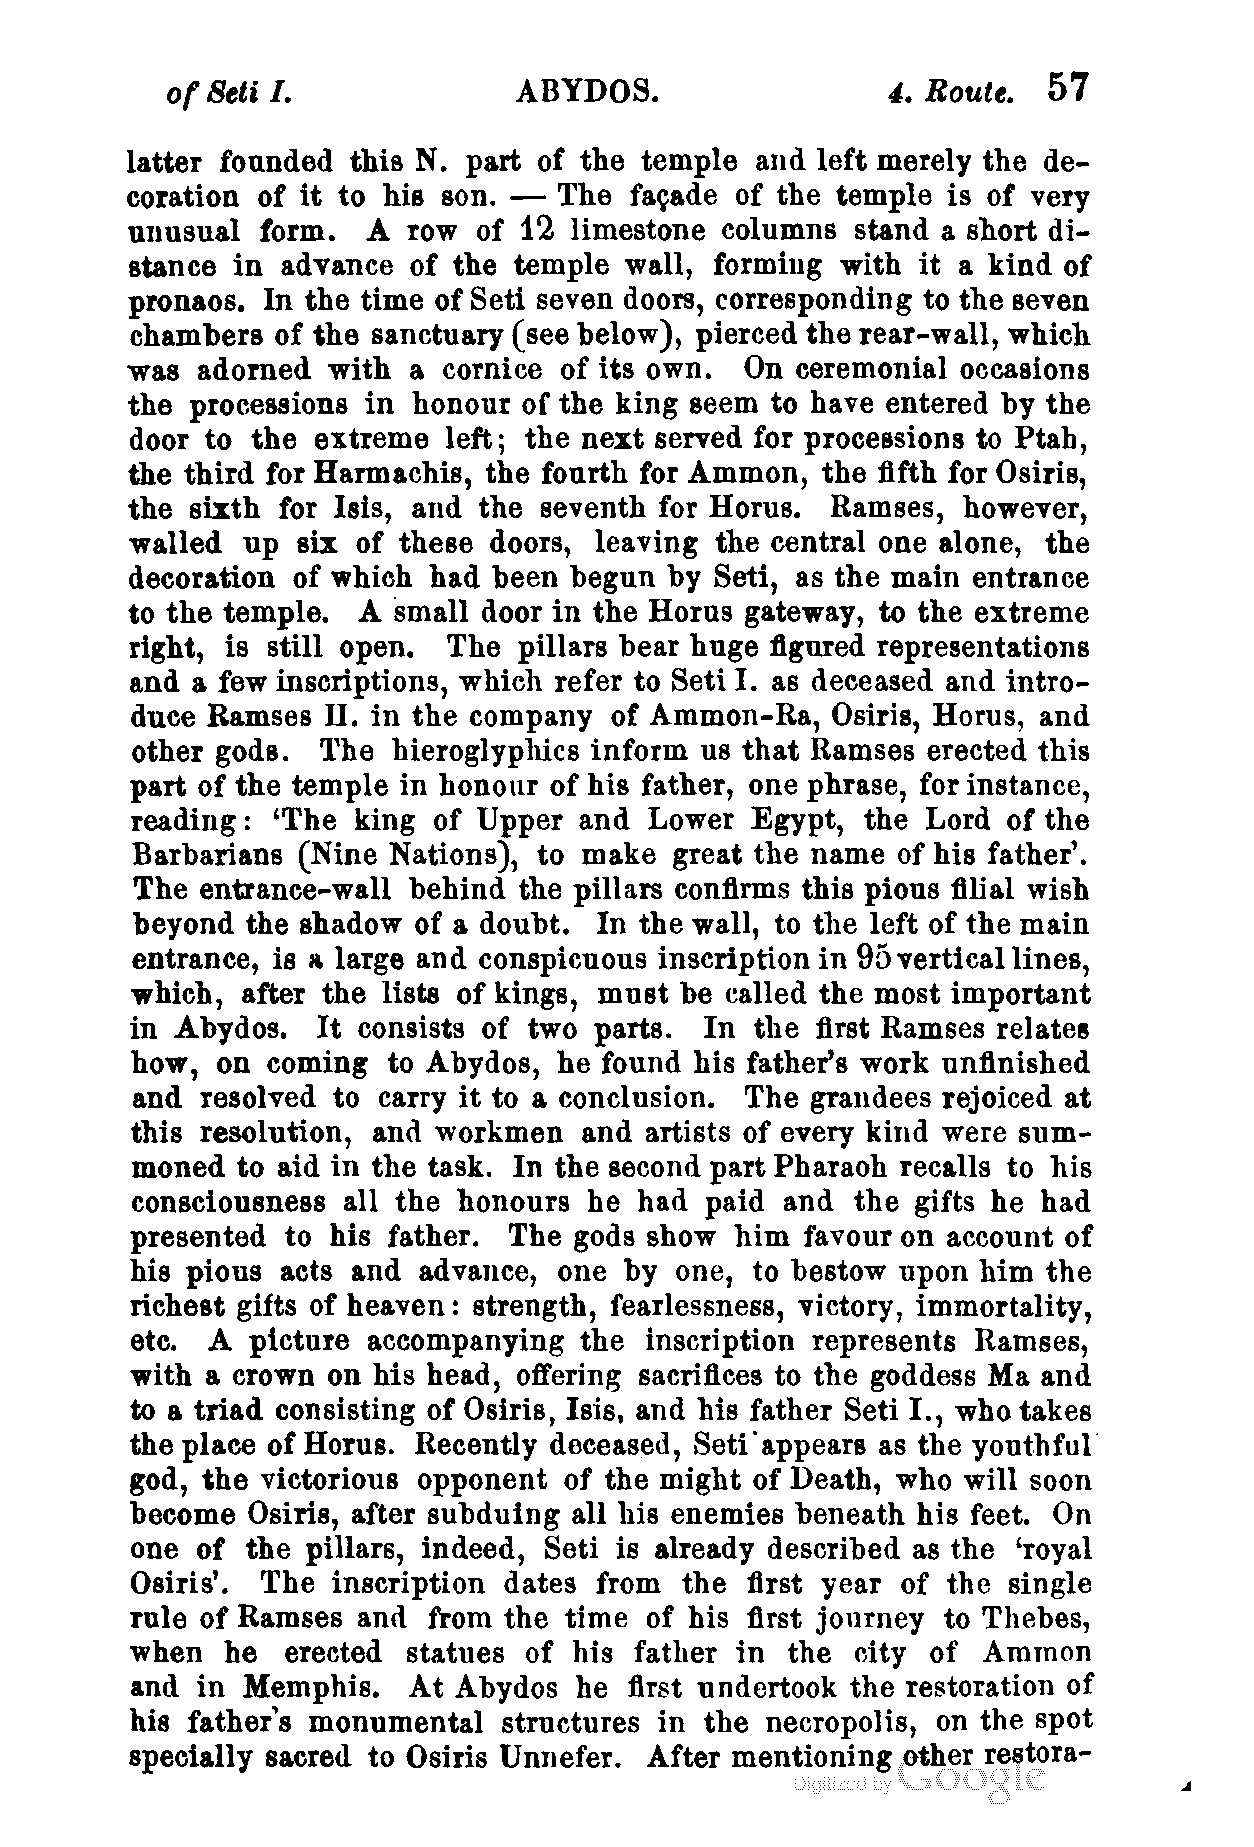 of Seti I. ABYDOS. 4. Route. 57
latter founded this N. part of the temple and left merely the de-
coration of it to his son. — The façade of the temple is of very
unusual form. A row of 12 limestone columns stand a short di-
stance in advance of the temple wall, forming with it a kind of
pronaos. In the time of Seti seven doors, corresponding to the seven
chambers of the sanctuary (see below), pierced the rear-wall, which
was adorned with a cornice of its own. On ceremonial occasions
the processions in honour of the king seem to have entered by the
door to the extreme left; the next served for processions to Ptah,
the third for Harmachis, the fourth for Ammon, the fifth for Osiris,
the sixth for Isis, and the seventh for Horus. Ramses, however,
walled up six of these doors, leaving the central one alone, the
decoration of which had been begun by Seti, as the main entrance
to the temple. A small door in the Horus gateway, to the extreme
right, is still open. The pillars bear huge figured representations
and a few inscriptions, which refer to Seti I. as deceased and intro-
duce Ramses II. in the company of Ammon-Ra, Osiris, Horus, and
other gods. The hieroglyphics inform us that Ramses erected this
part of the temple in honour of his father, one phrase, for instance,
reading: ‘The king of Upper and Lower Egypt, the Lord of the
Barbarians (Nine Nations), to make great the name of his father’.
The entrance-wall behind the pillars confirms this pious filial wish
beyond the shadow of a doubt. In the wall, to the left of the main
entrance, is a large and conspicuous inscription in 95 vertical lines,
which, after the lists of kings, must be called the most important
in Abydos. It consists of two parts. In the first Ramses relates
how, on coming to Abydos, he found his father’s work unfinished
and resolved to carry it to a conclusion. The grandees rejoiced at
this resolution, and workmen and artists of every kind were sum-
moned to aid in the task. In the second part Pharaoh recalls to his
consciousness all the honours he had paid and the gifts he had
presented to his father. The gods show him favour on account of
his pious acts and advance, one by one, to bestow upon him the
richest gifts of heaven: strength, fearlessness, victory, immortality,
etc. A picture accompanying the inscription represents Ramses,
with a crown on his head, offering sacrifices to the goddess Ma and
to a triad consisting of Osiris, Isis, and his father Seti I., who takes
the place of Horus. Recently deceased, Seti appears as the youthful
god, the victorious opponent of the might of Death, who will soon
become Osiris, after subduing all his enemies beneath his feet. On
one of the pillars, indeed, Seti is already described as the ‘royal
Osiris’. The inscription dates from the first year of the single
rule of Ramses and from the time of his first journey to Thebes,
when he erected statues of his father in the city of Ammon
and in Memphis. At Abydos he first undertook the restoration of
his father’s monumental structures in the necropolis, on the spot
specially sacred to Osiris Unnefer. After mentioning other restora-
Digitized by Google